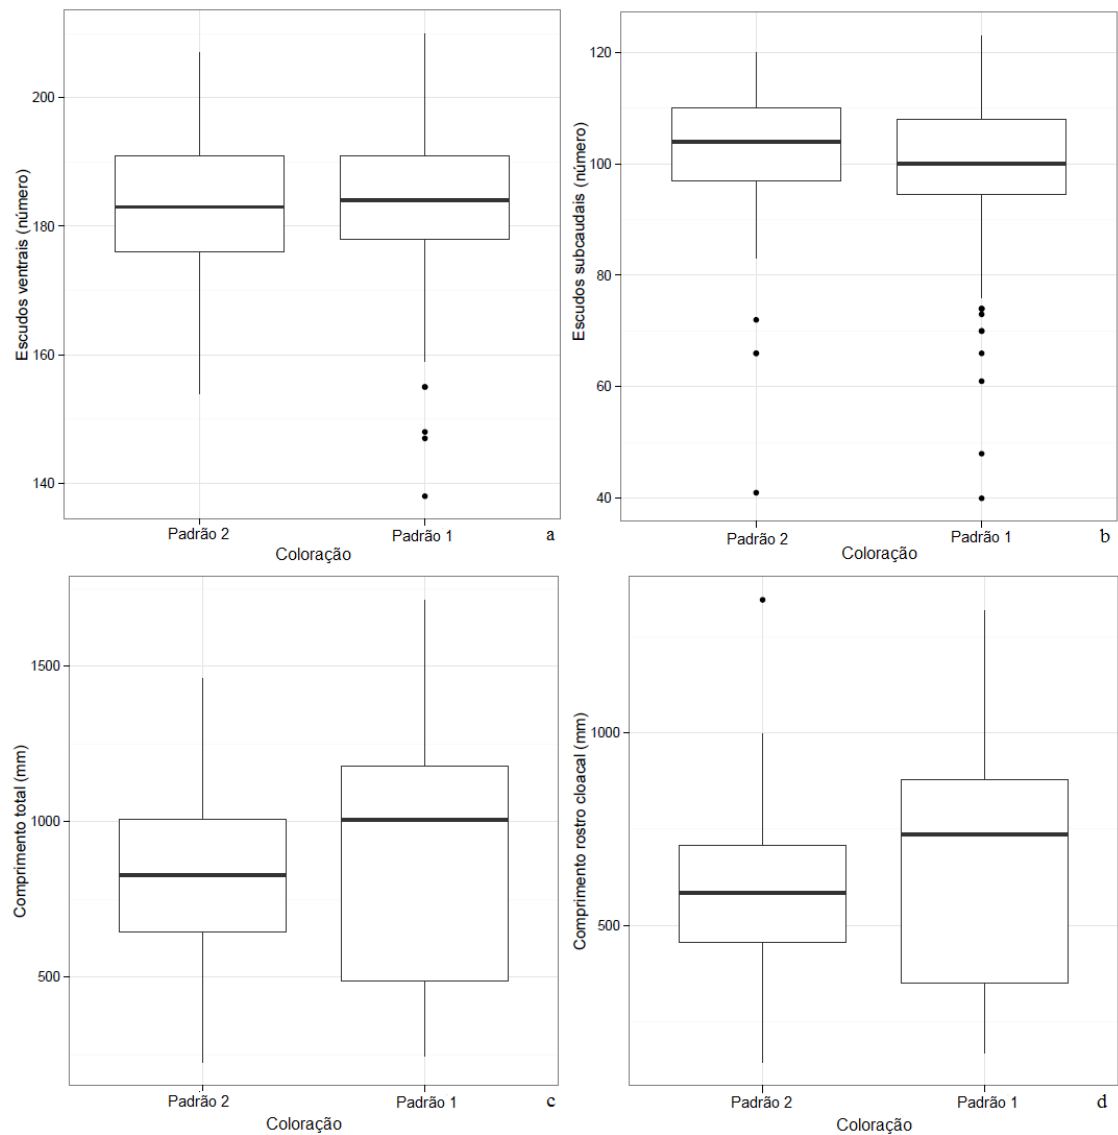 Escudos ventrais (número)
200
180
160
140
Padrão 2
Padrão 1
Coloração
a
Escudos subcaudais (número)
120
100
80
60
40
Padrão 2
Padrão 1
Coloração
b
Comprimento total (mm)
1500
1000
500
Padrão 2
Padrão 1
Coloração
c
Comprimento rostro cloacal (mm)
1000
500
Padrão 2
Padrão 1
Coloração
d